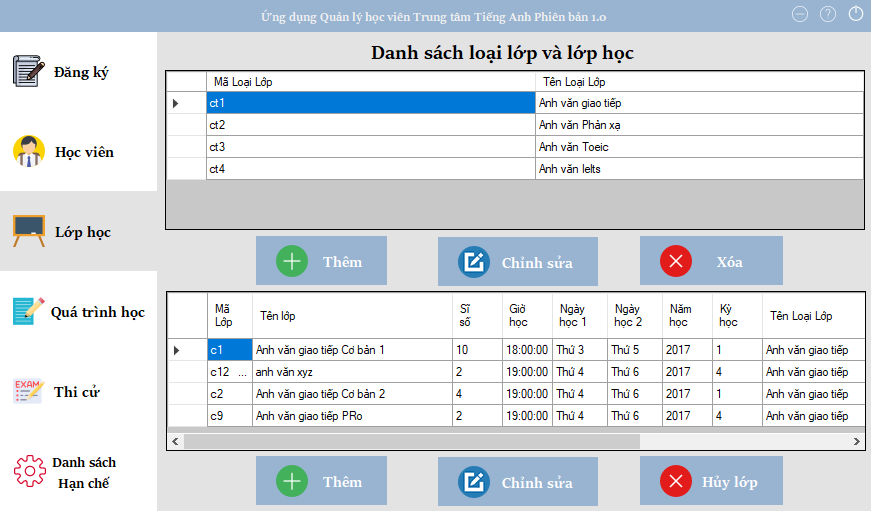 Ứng dụng Quản lý học viên Trung tâm Tiếng Anh Phiên bản 1.0
Đăng ký
Học viên
Lớp học
Quá trình học
EXAM
Thi cử
Danh sách
Hạn chế
Danh sách loại lớp và lớp học
Mã Loại Lớp Tên Loại Lớp
ct1 Anh văn giao tiếp
ct2 Anh văn Phản xạ
ct3 Anh văn Toeic
ct4 Anh văn Ielts
Thêm Chỉnh sửa Xóa
Mã Lớp Tên lớp Sĩ số Giờ học Ngày học 1 Ngày học 2 Năm học Kỳ học Tên Loại Lớp
c1 Anh văn giao tiếp Cơ bản 1 10 18:00:00 Thứ 3 Thứ 5 2017 1 Anh văn giao tiếp
c12 ... anh văn xyz 2 19:00:00 Thứ 4 Thứ 6 2017 4 Anh văn giao tiếp
c2 Anh văn giao tiếp Cơ bản 2 4 19:00:00 Thứ 4 Thứ 6 2017 1 Anh văn giao tiếp
c9 Anh văn giao tiếp PRo 2 19:00:00 Thứ 4 Thứ 6 2017 4 Anh văn giao tiếp
Thêm Chỉnh sửa Hủy lớp